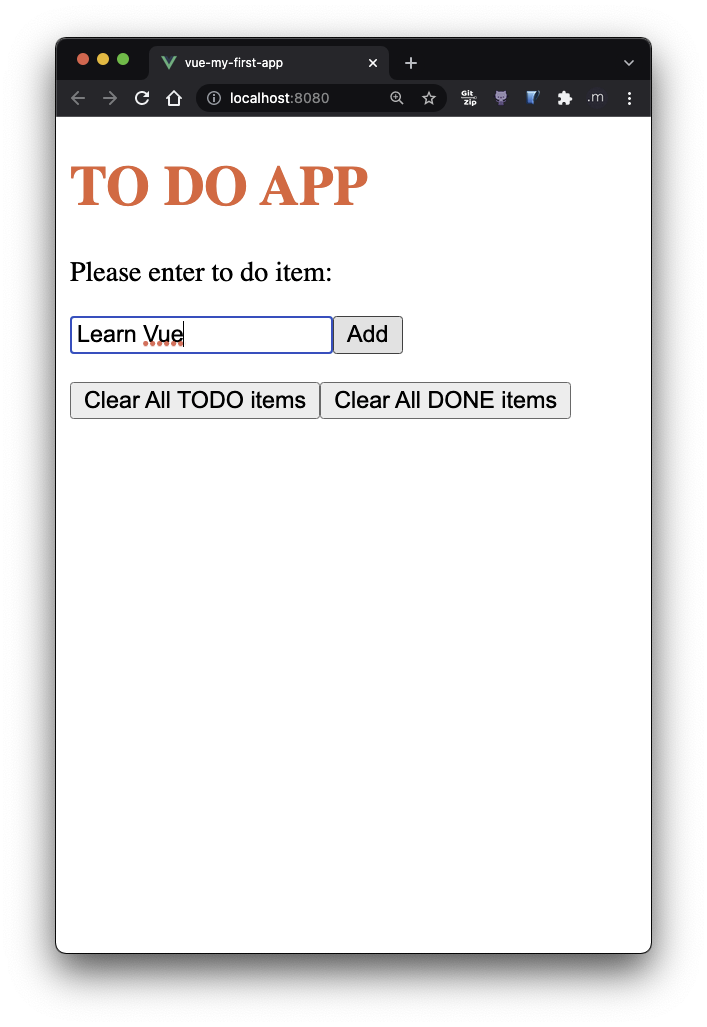 vue-my-first-app
localhost:8080
Git Zip
.m
TO DO APP
Please enter to do item:
Learn Vue Add
Clear All TODO items Clear All DONE items